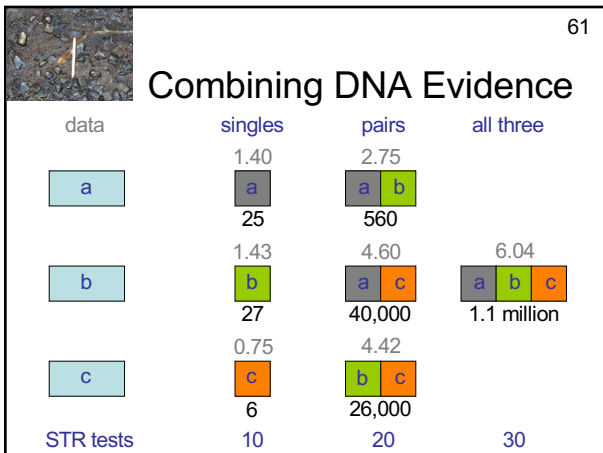 61
Combining DNA Evidence
data singles pairs all three
1.40 2.75
a a a b
25 560
1.43 4.60 6.04
b b a c a b c
27 40,000 1.1 million
0.75 4.42
c c b c
6 26,000
STR tests 10 20 30